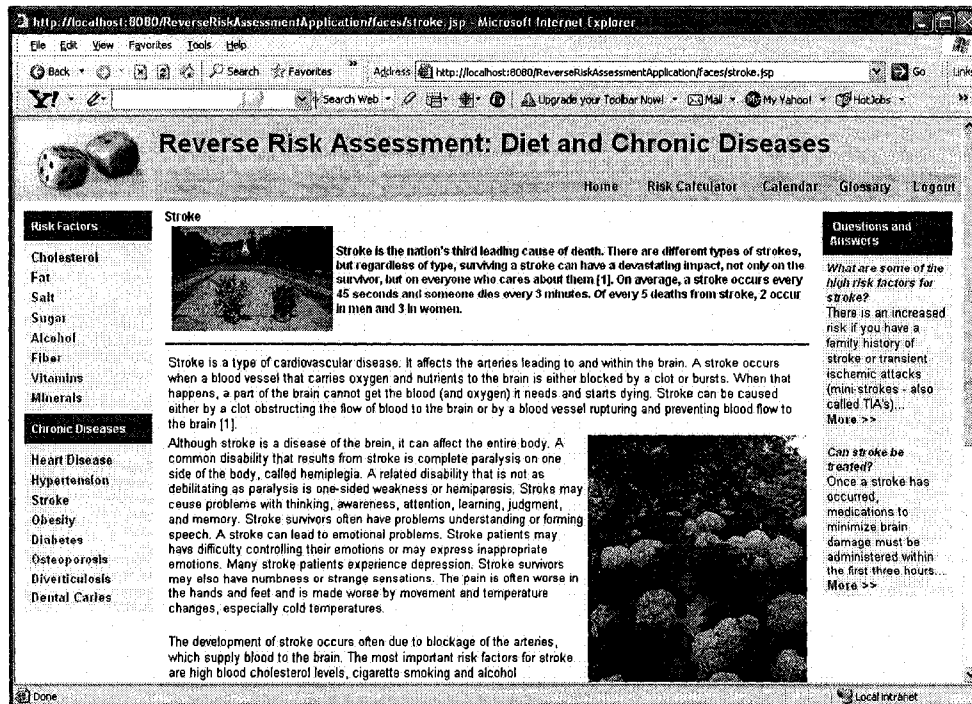 http://localhost:8080/ReverseRiskAssessmentApplication/faces/stroke.jsp - Microsoft Internet Explorer
File Edit View Favorites Tools Help
Back Search Favorites Address http://localhost:8080/ReverseRiskAssessmentApplication/faces/stroke.jsp Go Links
Y! Search Web Upgrade your Toolbar Now! Mail My Yahoo! HotJobs
Reverse Risk Assessment: Diet and Chronic Diseases
Home Risk Calculator Calendar Glossary Logout
Risk Factors
Cholesterol
Fat
Salt
Sugar
Alcohol
Fiber
Vitamins
Minerals
Chronic Diseases
Heart Disease
Hypertension
Stroke
Obesity
Diabetes
Osteoporosis
Diverticulosis
Dental Caries
Stroke
Stroke is the nation's third leading cause of death. There are different types of strokes,
but regardless of type, surviving a stroke can have a devastating impact, not only on the
survivor, but on everyone who cares about them [1]. On average, a stroke occurs every
45 seconds and someone dies every 3 minutes. Of every 5 deaths from stroke, 2 occur
in men and 3 in women.
Stroke is a type of cardiovascular disease. It affects the arteries leading to and within the brain. A stroke occurs
when a blood vessel that carries oxygen and nutrients to the brain is either blocked by a clot or bursts. When that
happens, a part of the brain cannot get the blood (and oxygen) it needs and starts dying. Stroke can be caused
either by a clot obstructing the flow of blood to the brain or by a blood vessel rupturing and preventing blood flow to
the brain [1].
Although stroke is a disease of the brain, it can affect the entire body. A
common disability that results from stroke is complete paralysis on one
side of the body, called hemiplegia. A related disability that is not as
debilitating as paralysis is one-sided weakness or hemiparesis. Stroke may
cause problems with thinking, awareness, attention, learning, judgment,
and memory. Stroke survivors often have problems understanding or forming
speech. A stroke can lead to emotional problems. Stroke patients may
have difficulty controlling their emotions or may express inappropriate
emotions. Many stroke patients experience depression. Stroke survivors
may also have numbness or strange sensations. The pain is often worse in
the hands and feet and is made worse by movement and temperature
changes, especially cold temperatures.
The development of stroke occurs often due to blockage of the arteries,
which supply blood to the brain. The most important risk factors for stroke
are high blood cholesterol levels, cigarette smoking and alcohol
Questions and
Answers
What are some of the
high risk factors for
stroke?
There is an increased
risk if you have a
family history of
stroke or transient
ischemic attacks
(mini-strokes - also
called TIA's)...
More >>
Can stroke be
treated?
Once a stroke has
occurred,
medications to
minimize brain
damage must be
administered within
the first three hours...
More >>
Done Local intranet